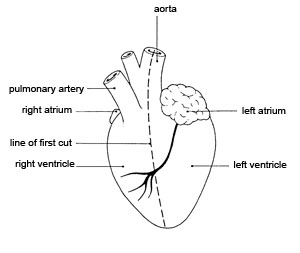 aorta
pulmonary artery
right atrium
left atrium
line of first cut
right ventricle
left ventricle